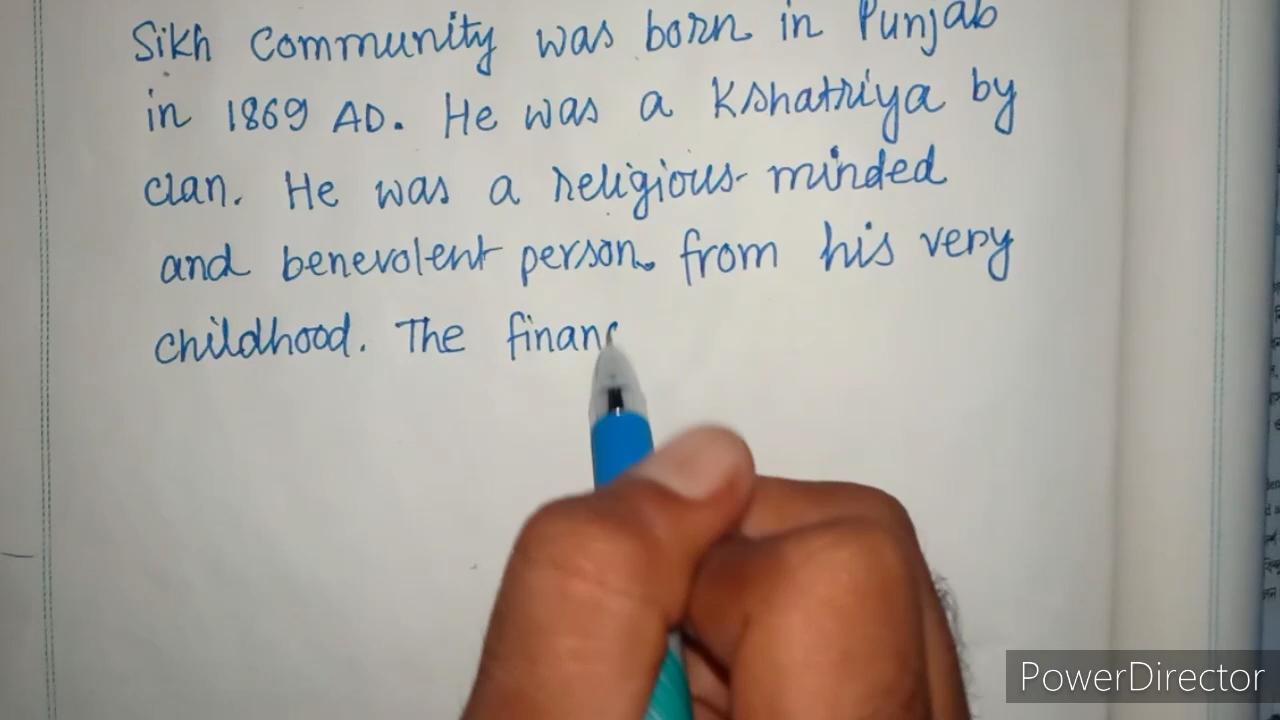 Sikh Community was born in Punjab
in 1869 AD. He was a Kshatriya by
clan. He was a religious-minded
and benevolent person from his very
childhood. The financ
PowerDirector